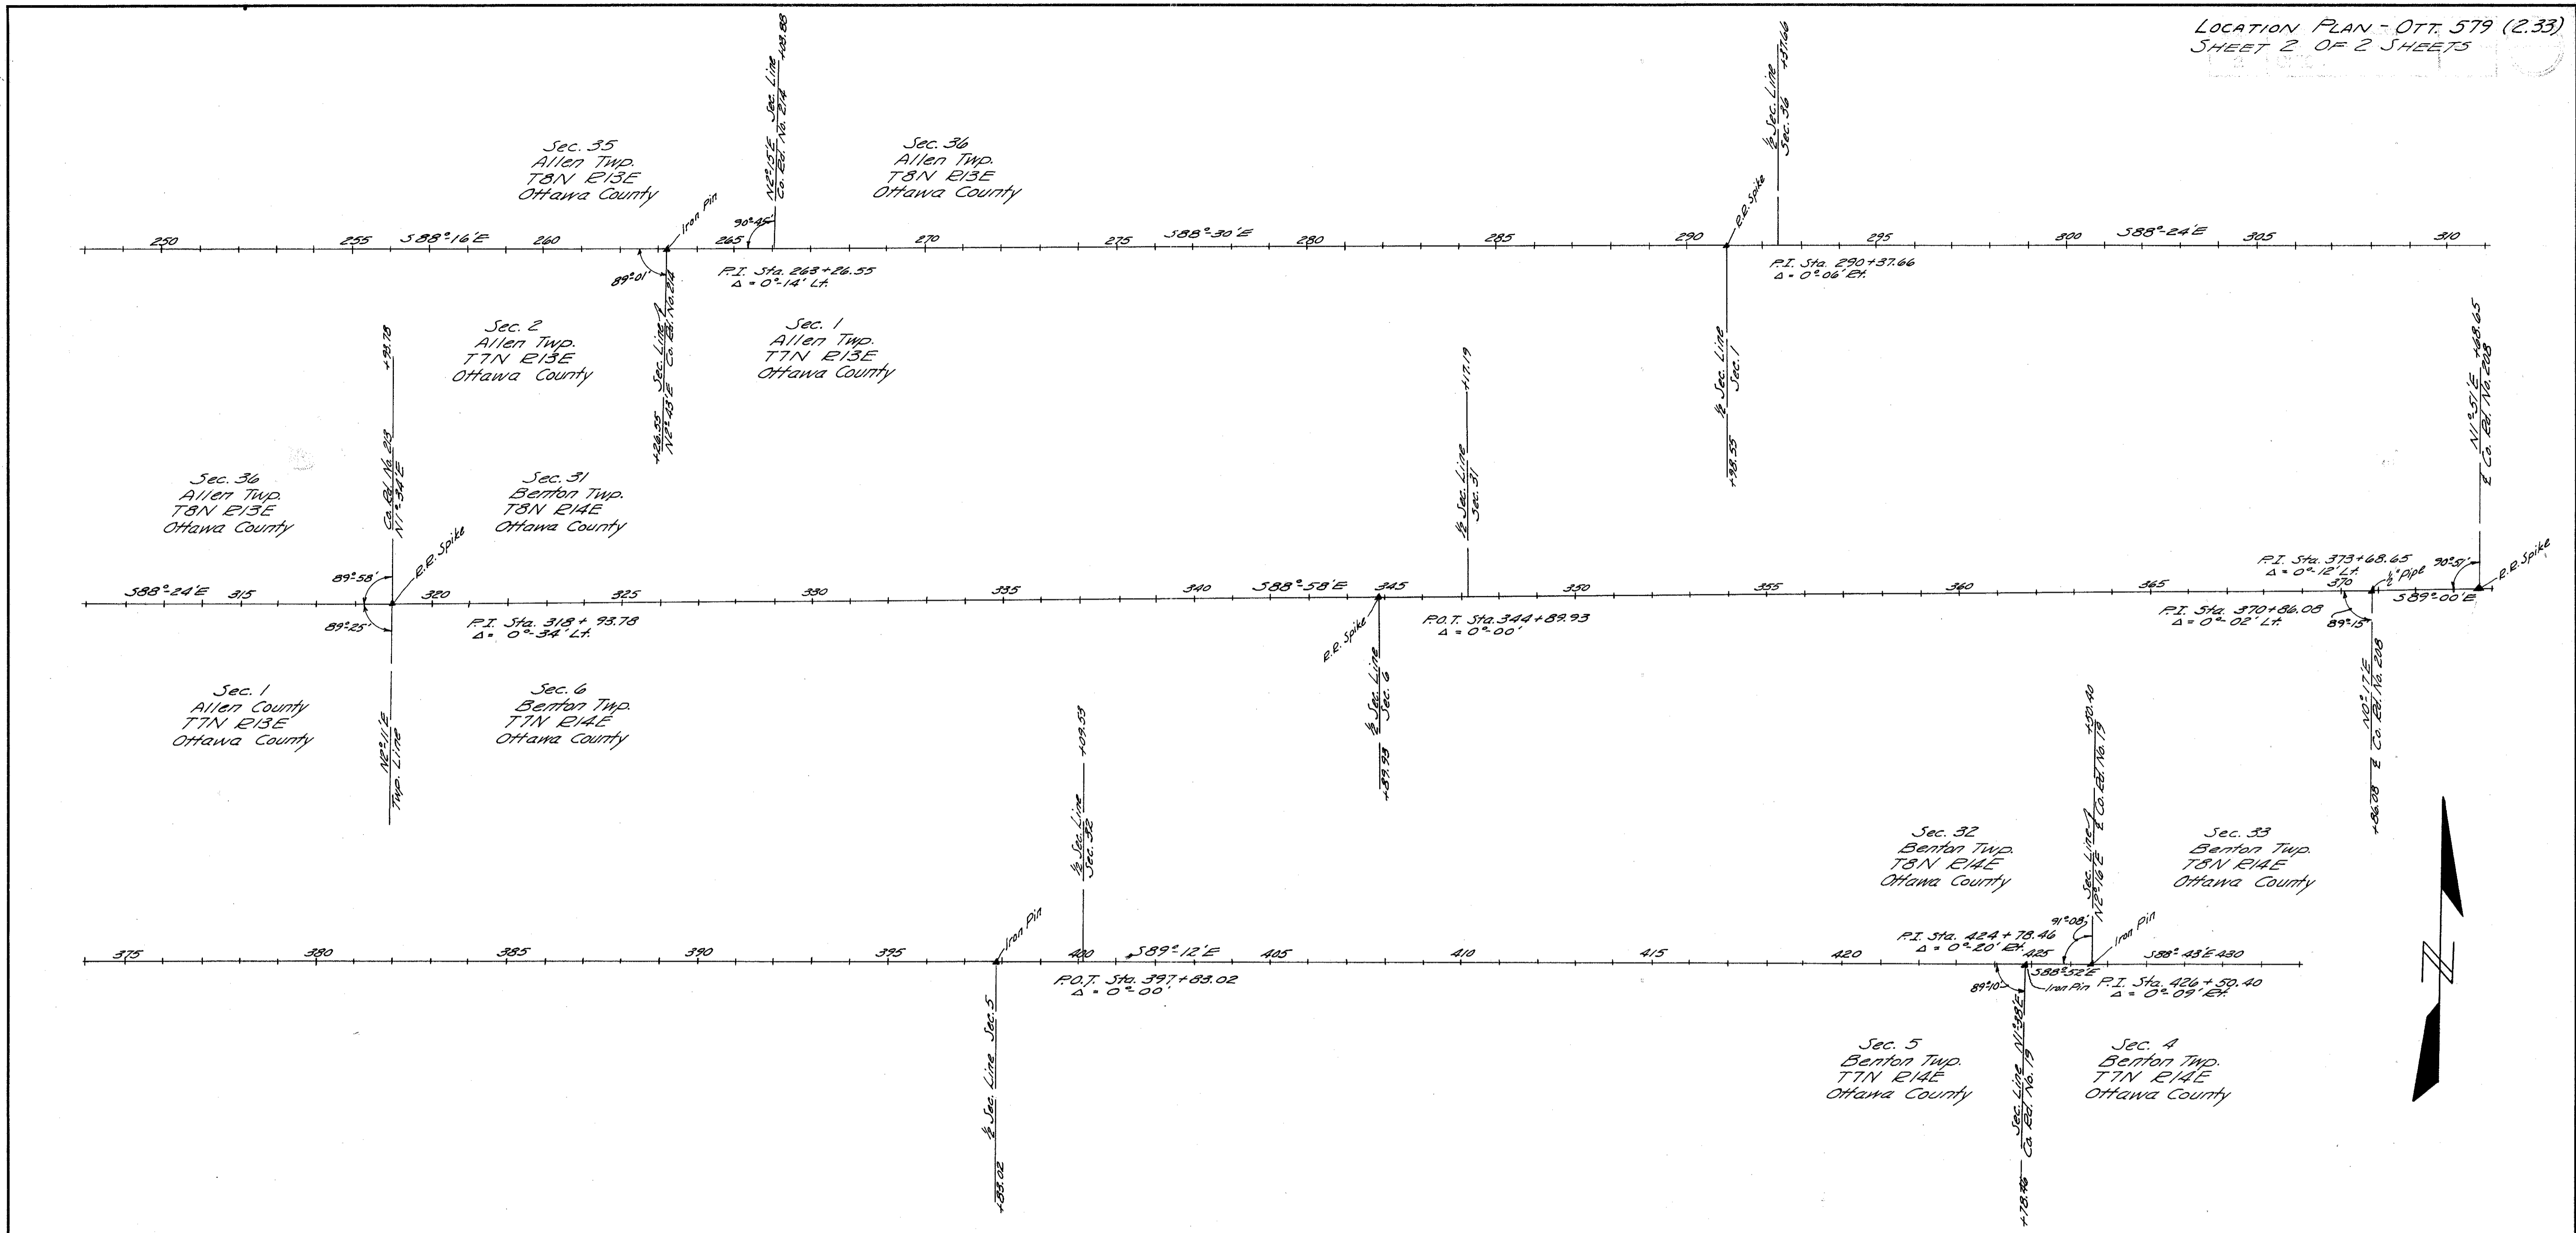 LOCATION PLAN - OTT. 579 (2.33)
SHEET 2 OF 2 SHEETS
Sec. 35
Allen Twp.
T8N R13E
Ottawa County
N2°-15'E Sec. Line +08.88
Co. Rd. No. 214
Sec. 36
Allen Twp.
T8N R13E
Ottawa County
½ Sec. Line +37.66
Sec. 36
Iron Pin
90°-45'
R.R. Spike
250 255 S88°-16'E 260 265 270 275 S88°-30'E 280 285 290 295 300 S88°-24'E 305 310
89°-01'
P.I. Sta. 263+26.55
Δ = 0°-14' Lt.
P.I. Sta. 290+37.66
Δ = 0°-06' Rt.
+26.55 Sec. Line
N2°-43'E Co. Rd. No. 214
Sec. 2
Allen Twp.
T7N R13E
Ottawa County
Sec. 1
Allen Twp.
T7N R13E
Ottawa County
½ Sec. Line
Sec. 1
+98.55
+93.78
Co. Rd. No. 213
N1°-34'E
Sec. 36
Allen Twp.
T8N R13E
Ottawa County
Sec. 31
Benton Twp.
T8N R14E
Ottawa County
½ Sec. Line +17.19
Sec. 31
N1°-51'E +68.65
℄ Co. Rd. No. 208
R.R. Spike
89°-58'
P.I. Sta. 373+68.65
Δ = 0°-12' Lt.
½" Pipe
90°-51'
R.R. Spike
S88°-24'E 315 320 325 330 335 340 S88°-58'E 345 350 355 360 365 370 S89°-00'E
89°-25'
P.I. Sta. 318+93.78
Δ = 0°-34' Lt.
R.R. Spike
P.O.T. Sta. 344+89.93
Δ = 0°-00'
P.I. Sta. 370+86.08
Δ = 0°-02' Lt.
89°-15'
N2°-11'E
Twp. Line
Sec. 1
Allen County
T7N R13E
Ottawa County
Sec. 6
Benton Twp.
T7N R14E
Ottawa County
½ Sec. Line
Sec. 6
+89.93
+86.08 N0°-17'E
℄ Co. Rd. No. 208
½ Sec. Line +09.53
Sec. 32
Sec. 32
Benton Twp.
T8N R14E
Ottawa County
Sec. Line +50.40
N2°-16'E ℄ Co. Rd. No. 19
Sec. 33
Benton Twp.
T8N R14E
Ottawa County
Iron Pin
P.I. Sta. 424+78.46
Δ = 0°-20' Rt.
91°-08'
Iron Pin
375 380 385 390 395 400 S89°-12'E 405 410 415 420 425 S88°-43'E 430
S88°-52'E
P.O.T. Sta. 397+83.02
Δ = 0°-00'
89°-10'
Iron Pin
P.I. Sta. 426+50.40
Δ = 0°-09' Rt.
½ Sec. Line Sec. 5
+83.02
+78.46 Sec. Line N1°-38'E
Co. Rd. No. 19
Sec. 5
Benton Twp.
T7N R14E
Ottawa County
Sec. 4
Benton Twp.
T7N R14E
Ottawa County
N